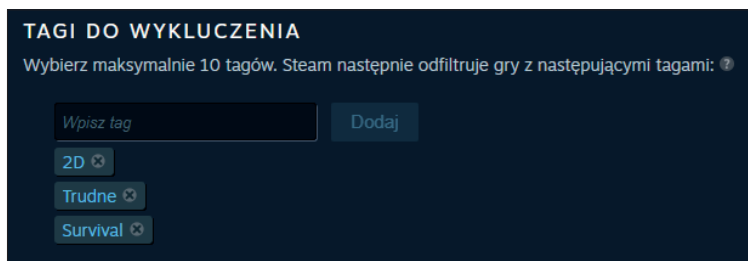 TAGI DO WYKLUCZENIA
Wybierz maksymalnie 10 tagów. Steam następnie odfiltruje gry z następującymi tagami: ?
Wpisz tag
Dodaj
2D
Trudne
Survival